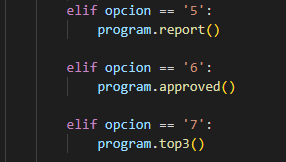 elif opcion == '5':
program.report()
elif opcion == '6':
program.approved()
elif opcion == '7':
program.top3()